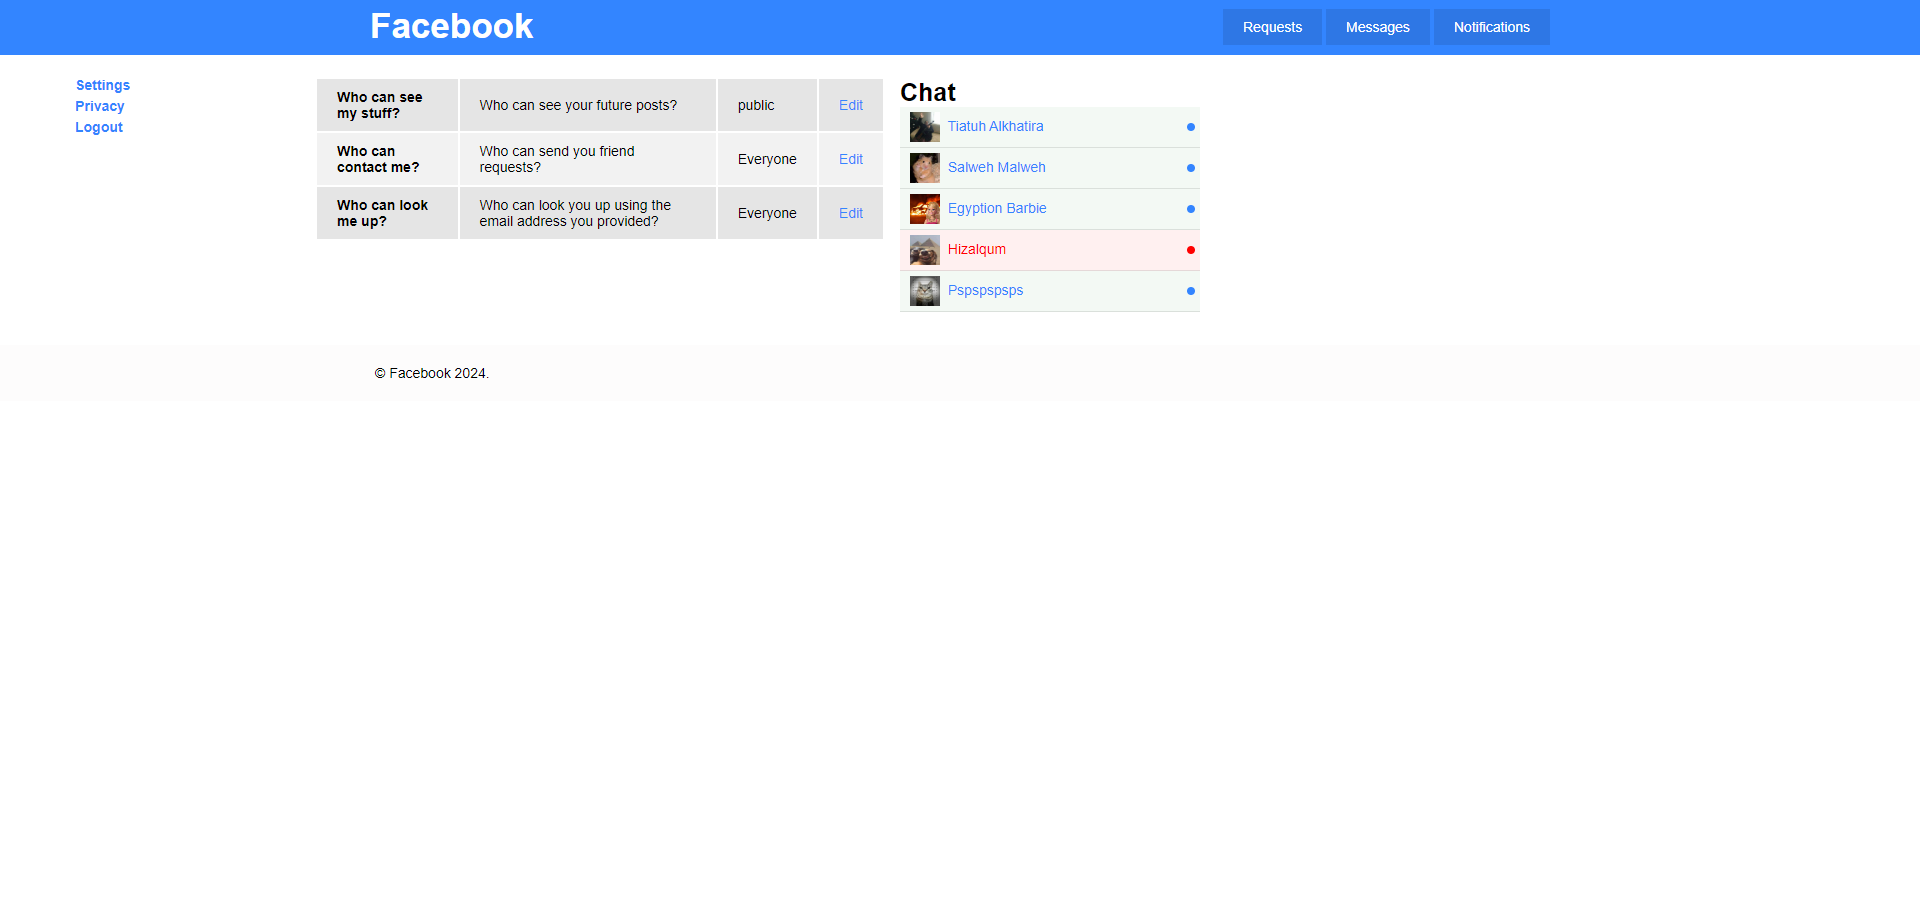 Facebook
Requests
Messages
Notifications
Settings
Privacy
Logout
Who can see
my stuff?
Who can see your future posts?
public
Edit
Who can
contact me?
Who can send you friend
requests?
Everyone
Edit
Who can look
me up?
Who can look you up using the
email address you provided?
Everyone
Edit
Chat
Tiatuh Alkhatira
Salweh Malweh
Egyption Barbie
Hizalqum
Pspspspsps
© Facebook 2024.